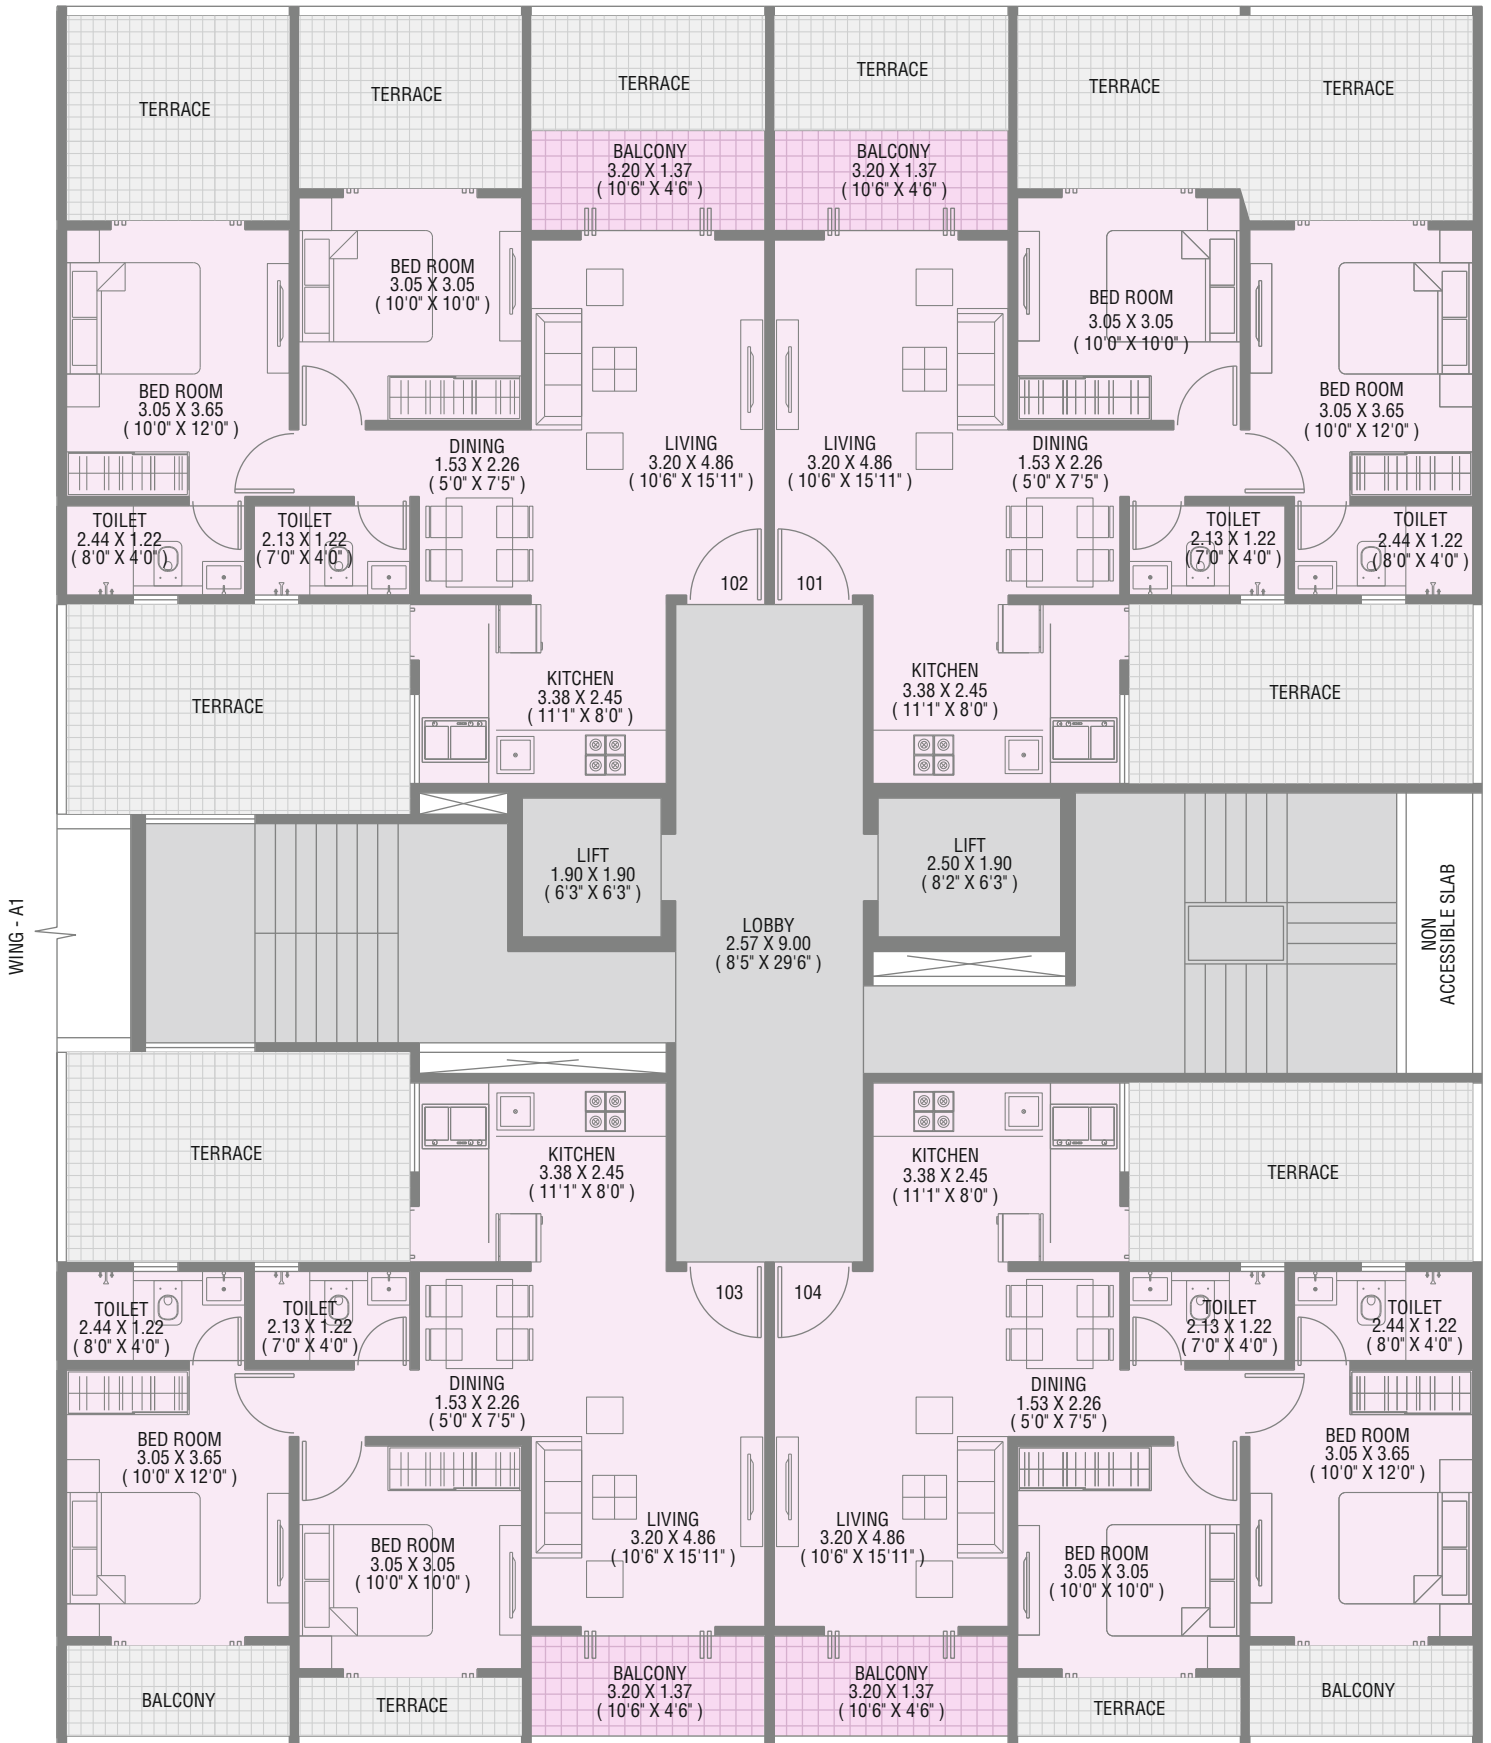 TERRACE
TERRACE
TERRACE
TERRACE
TERRACE
TERRACE
BALCONY
3.20 X 1.37
( 10'6" X 4'6" )
BALCONY
3.20 X 1.37
( 10'6" X 4'6" )
BED ROOM
3.05 X 3.65
( 10'0" X 12'0" )
BED ROOM
3.05 X 3.05
( 10'0" X 10'0" )
BED ROOM
3.05 X 3.05
( 10'0" X 10'0" )
BED ROOM
3.05 X 3.65
( 10'0" X 12'0" )
DINING
1.53 X 2.26
( 5'0" X 7'5" )
LIVING
3.20 X 4.86
( 10'6" X 15'11" )
LIVING
3.20 X 4.86
( 10'6" X 15'11" )
DINING
1.53 X 2.26
( 5'0" X 7'5" )
TOILET
2.44 X 1.22
( 8'0" X 4'0" )
TOILET
2.13 X 1.22
( 7'0" X 4'0" )
102
101
TOILET
2.13 X 1.22
( 7'0" X 4'0" )
TOILET
2.44 X 1.22
( 8'0" X 4'0" )
TERRACE
KITCHEN
3.38 X 2.45
( 11'1" X 8'0" )
KITCHEN
3.38 X 2.45
( 11'1" X 8'0" )
TERRACE
LIFT
1.90 X 1.90
( 6'3" X 6'3" )
LIFT
2.50 X 1.90
( 8'2" X 6'3" )
WING - A1
LOBBY
2.57 X 9.00
( 8'5" X 29'6" )
NON
ACCESSIBLE SLAB
TERRACE
KITCHEN
3.38 X 2.45
( 11'1" X 8'0" )
KITCHEN
3.38 X 2.45
( 11'1" X 8'0" )
TERRACE
TOILET
2.44 X 1.22
( 8'0" X 4'0" )
TOILET
2.13 X 1.22
( 7'0" X 4'0" )
103
104
TOILET
2.13 X 1.22
( 7'0" X 4'0" )
TOILET
2.44 X 1.22
( 8'0" X 4'0" )
DINING
1.53 X 2.26
( 5'0" X 7'5" )
DINING
1.53 X 2.26
( 5'0" X 7'5" )
BED ROOM
3.05 X 3.65
( 10'0" X 12'0" )
BED ROOM
3.05 X 3.05
( 10'0" X 10'0" )
LIVING
3.20 X 4.86
( 10'6" X 15'11" )
LIVING
3.20 X 4.86
( 10'6" X 15'11" )
BED ROOM
3.05 X 3.05
( 10'0" X 10'0" )
BED ROOM
3.05 X 3.65
( 10'0" X 12'0" )
BALCONY
TERRACE
BALCONY
3.20 X 1.37
( 10'6" X 4'6" )
BALCONY
3.20 X 1.37
( 10'6" X 4'6" )
TERRACE
BALCONY